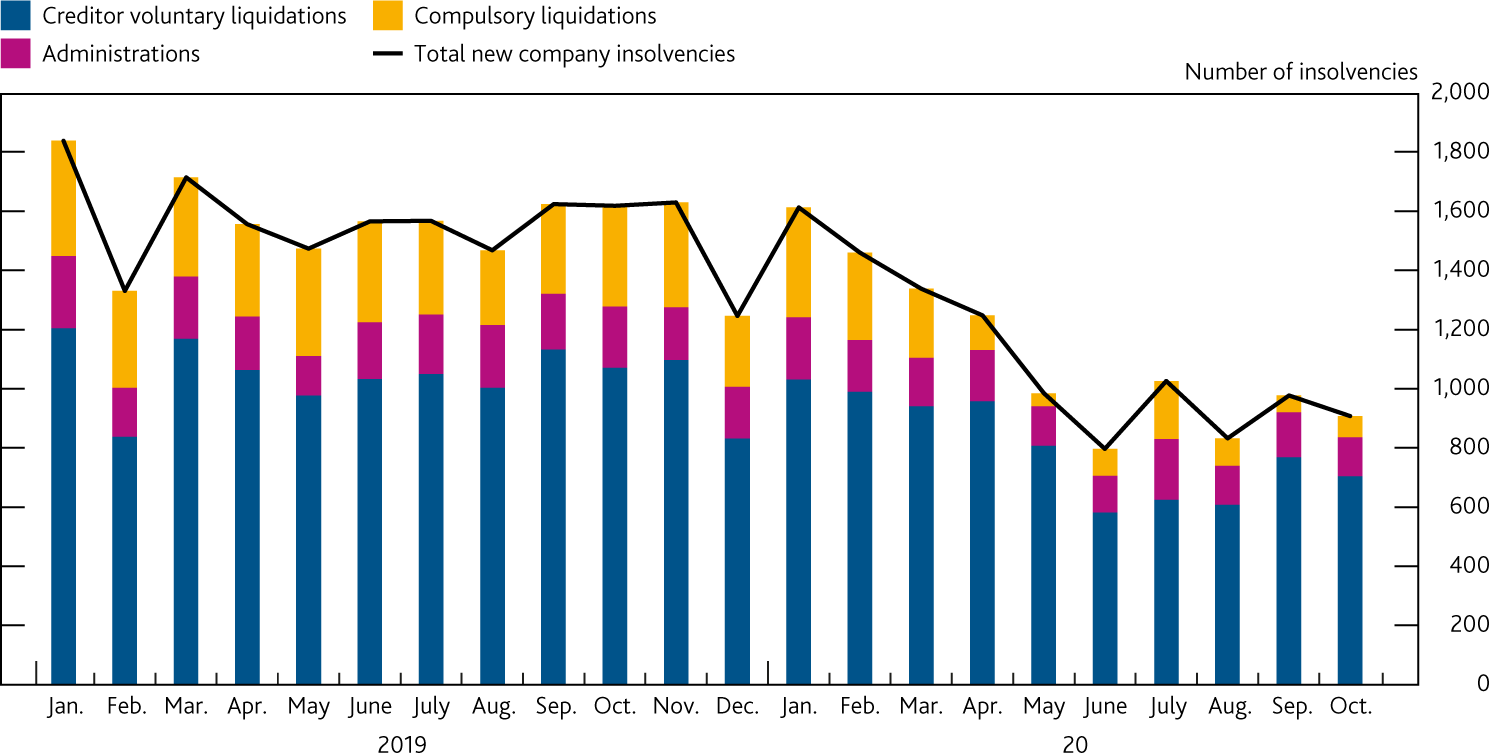 Creditor voluntary liquidations
Compulsory liquidations
Administrations
Total new company insolvencies
Number of insolvencies
2,000
1,800
1,600
1,400
1,200
1,000
800
600
400
200
0
Jan. Feb. Mar. Apr. May June July Aug. Sep. Oct. Nov. Dec. Jan. Feb. Mar. Apr. May June July Aug. Sep. Oct.
2019 20